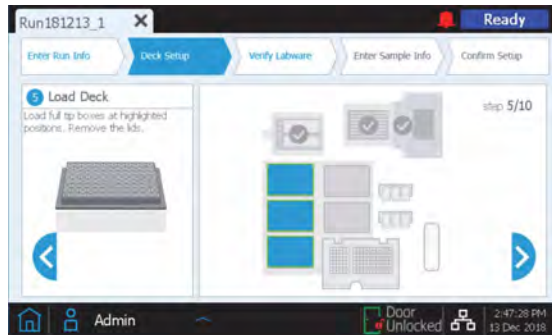 Run181213_1
Ready
Enter Run Info
Deck Setup
Verify Labware
Enter Sample Info
Confirm Setup
5 Load Deck
Load full tip boxes at highlighted
positions. Remove the lids.
step 5/10
Admin
Door
Unlocked
2:47:28 PM
13 Dec 2018